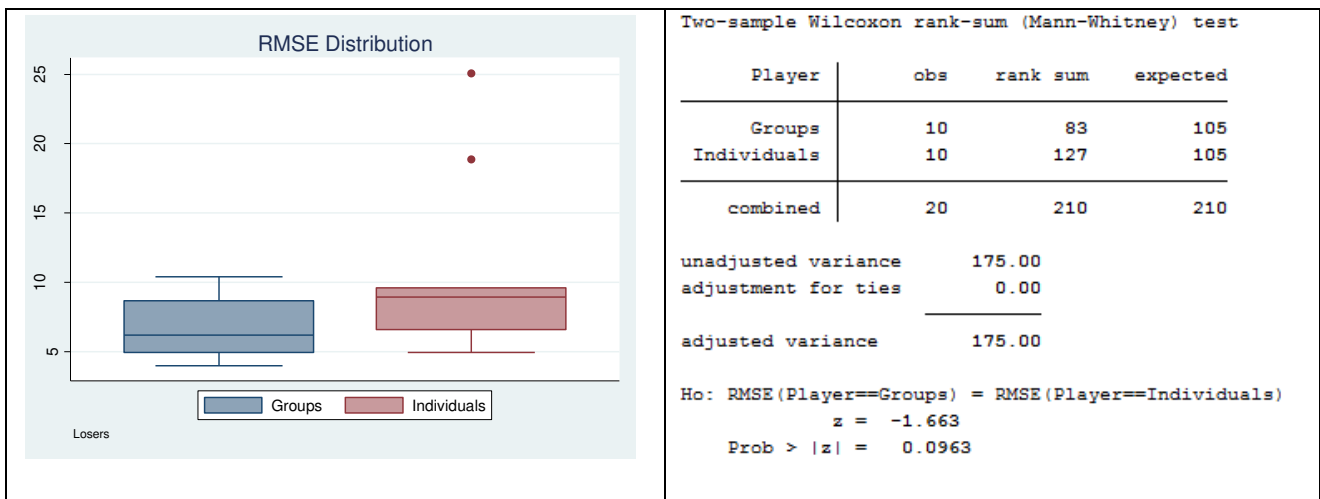 RMSE Distribution
25
20
15
10
5
Groups Individuals
Losers
Two-sample Wilcoxon rank-sum (Mann-Whitney) test
Player obs rank sum expected
Groups 10 83 105
Individuals 10 127 105
combined 20 210 210
unadjusted variance 175.00
adjustment for ties 0.00
adjusted variance 175.00
Ho: RMSE(Player==Groups) = RMSE(Player==Individuals)
z = -1.663
Prob > |z| = 0.0963